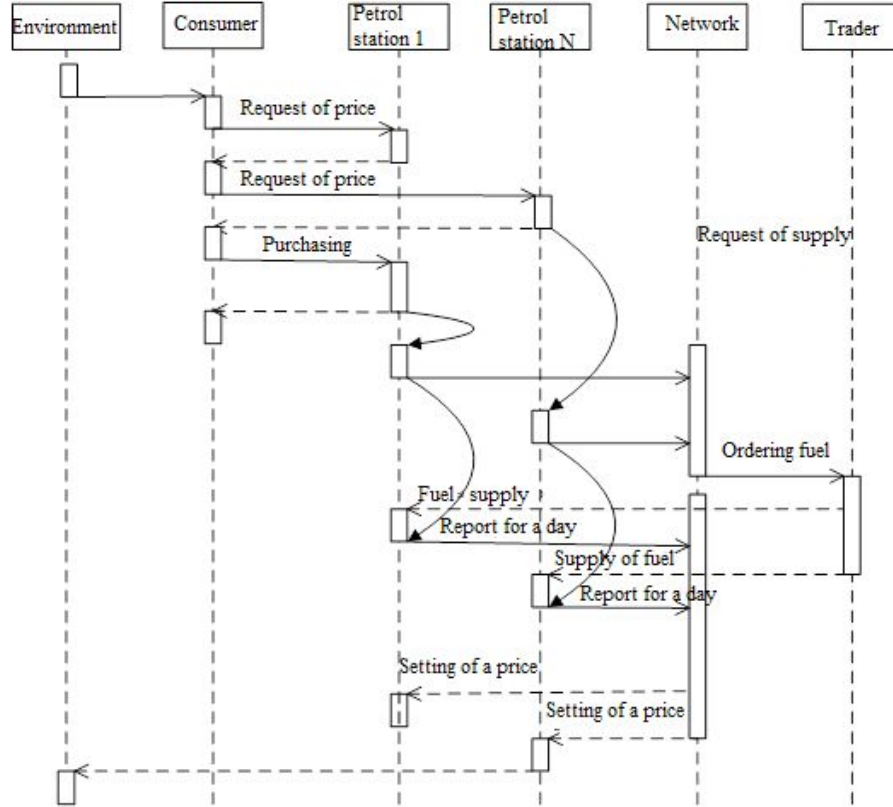 Environment
Consumer
Petrol
station 1
Petrol
station N
Network
Trader
Request of price
Request of price
Request of supply
Purchasing
Ordering fuel
Fuel supply
Report for a day
Supply of fuel
Report for a day
Setting of a price
Setting of a price